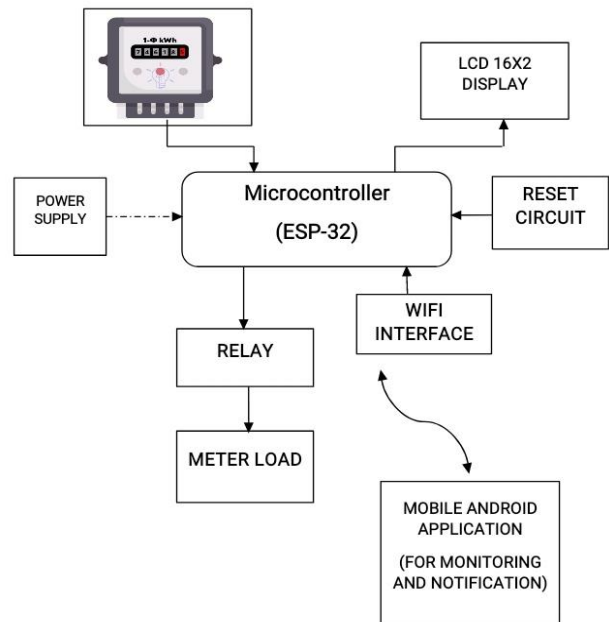 1-Φ kWh
LCD 16X2
DISPLAY
Microcontroller
(ESP-32)
POWER
SUPPLY
RESET
CIRCUIT
WIFI
INTERFACE
RELAY
METER LOAD
MOBILE ANDROID
APPLICATION
(FOR MONITORING
AND NOTIFICATION)